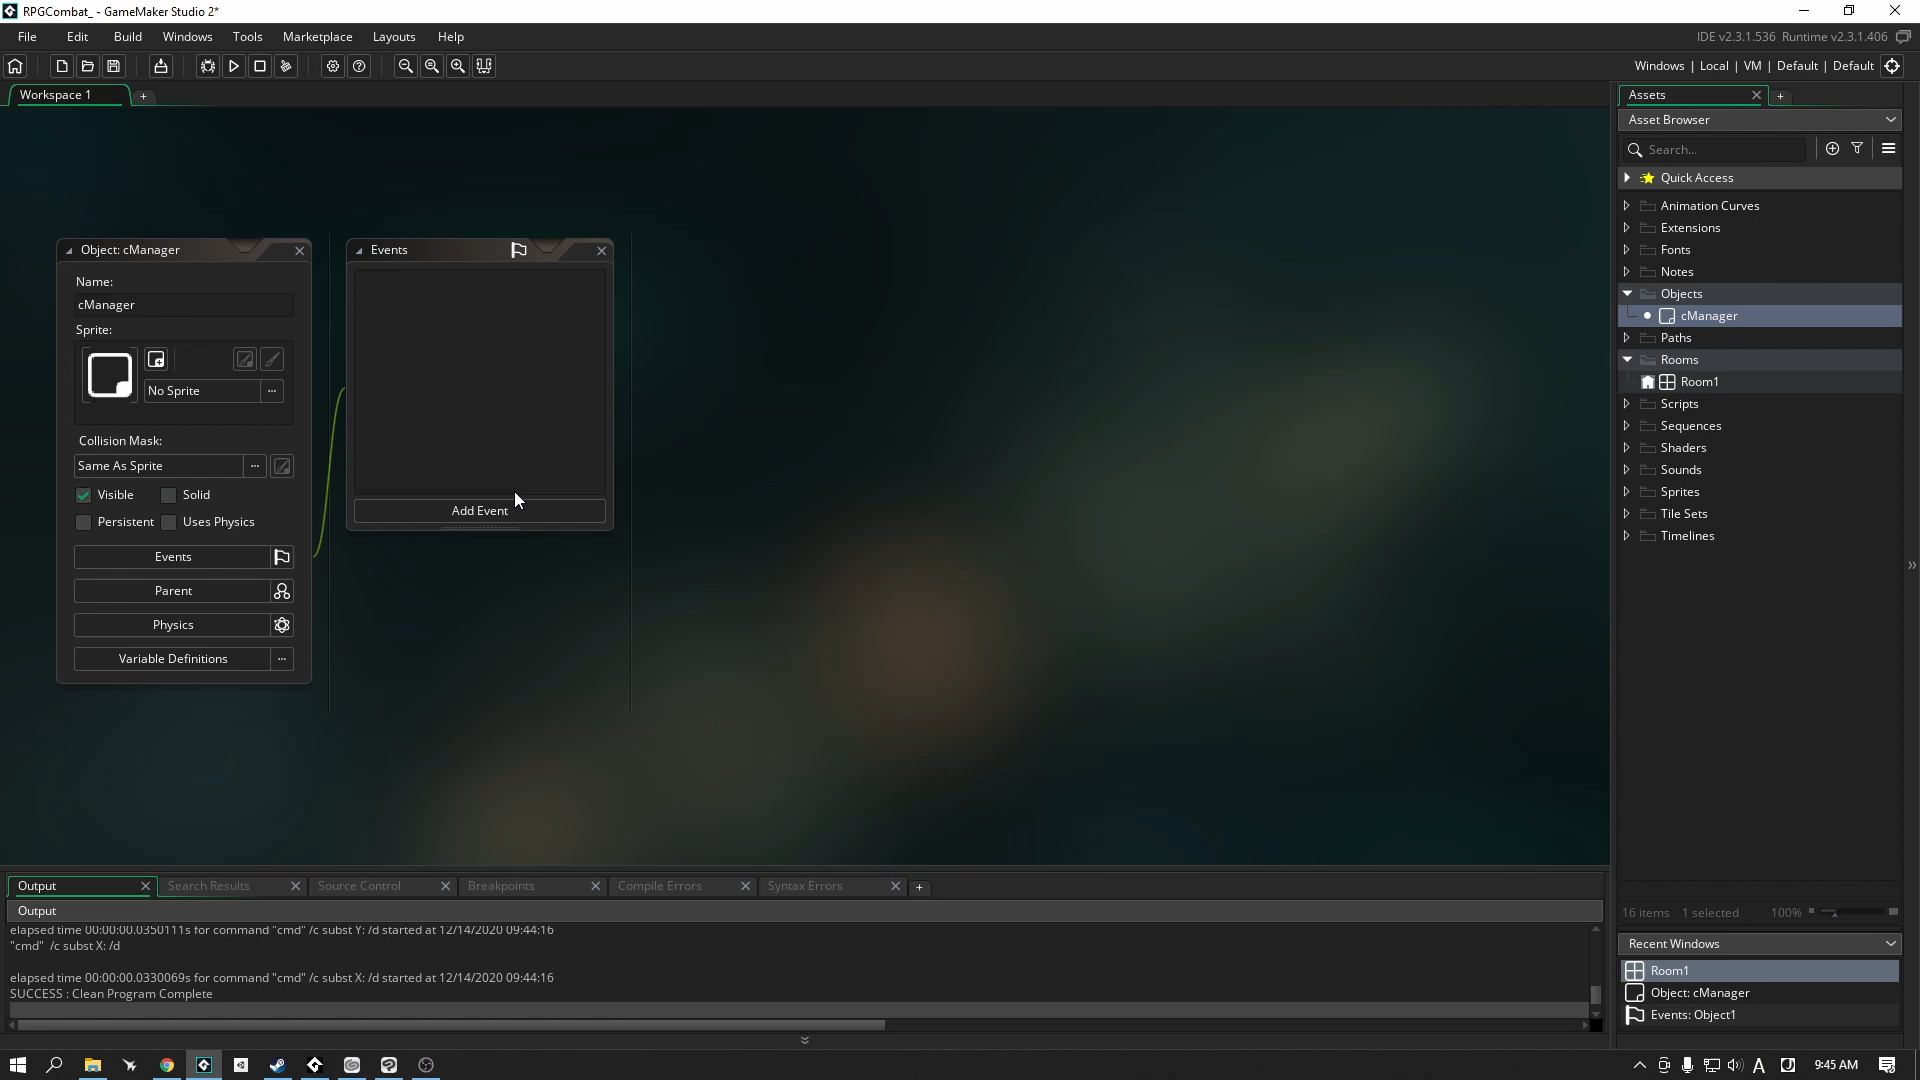 RPGCombat_ - GameMaker Studio 2*
File Edit Build Windows Tools Marketplace Layouts Help
IDE v2.3.1.536 Runtime v2.3.1.406
Windows | Local | VM | Default | Default
Workspace 1 +
Object: cManager
Name:
cManager
Sprite:
No Sprite ...
Collision Mask:
Same As Sprite ...
Visible Solid
Persistent Uses Physics
Events
Parent
Physics
Variable Definitions ...
Events
Add Event
Assets +
Asset Browser
Search...
Quick Access
Animation Curves
Extensions
Fonts
Notes
Objects
cManager
Paths
Rooms
Room1
Scripts
Sequences
Shaders
Sounds
Sprites
Tile Sets
Timelines
16 items 1 selected 100%
Recent Windows
Room1
Object: cManager
Events: Object1
Output Search Results Source Control Breakpoints Compile Errors Syntax Errors +
Output
elapsed time 00:00:00.0350111s for command "cmd" /c subst Y: /d started at 12/14/2020 09:44:16
"cmd"  /c subst X: /d
elapsed time 00:00:00.0330069s for command "cmd" /c subst X: /d started at 12/14/2020 09:44:16
SUCCESS : Clean Program Complete
A 9:45 AM